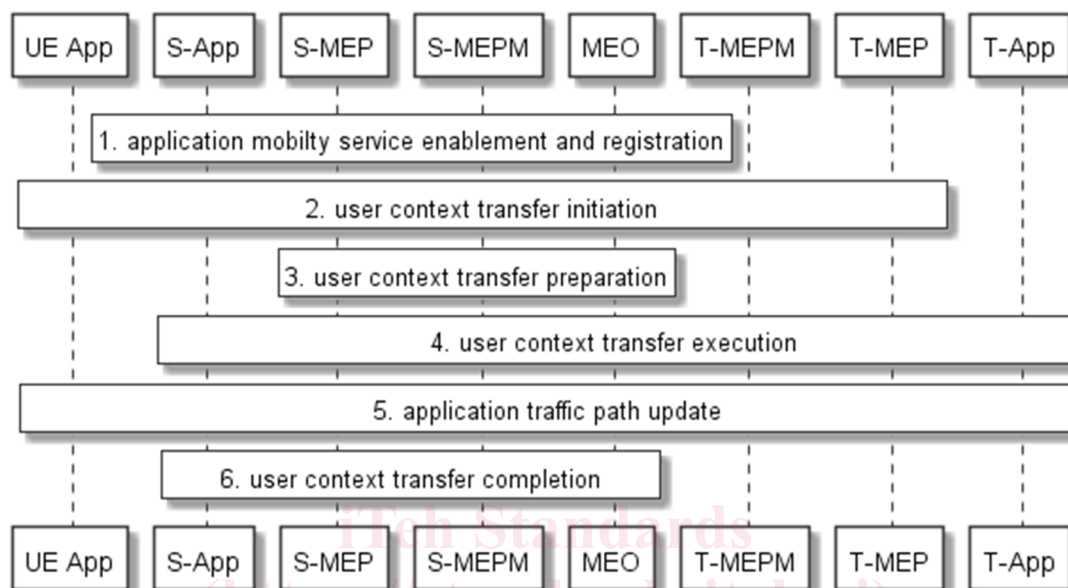 UE App S-App S-MEP S-MEPM MEO T-MEPM T-MEP T-App
1. application mobilty service enablement and registration
2. user context transfer initiation
3. user context transfer preparation
4. user context transfer execution
5. application traffic path update
6. user context transfer completion
iTeh Standards
UE App S-App S-MEP S-MEPM MEO T-MEPM T-MEP T-App